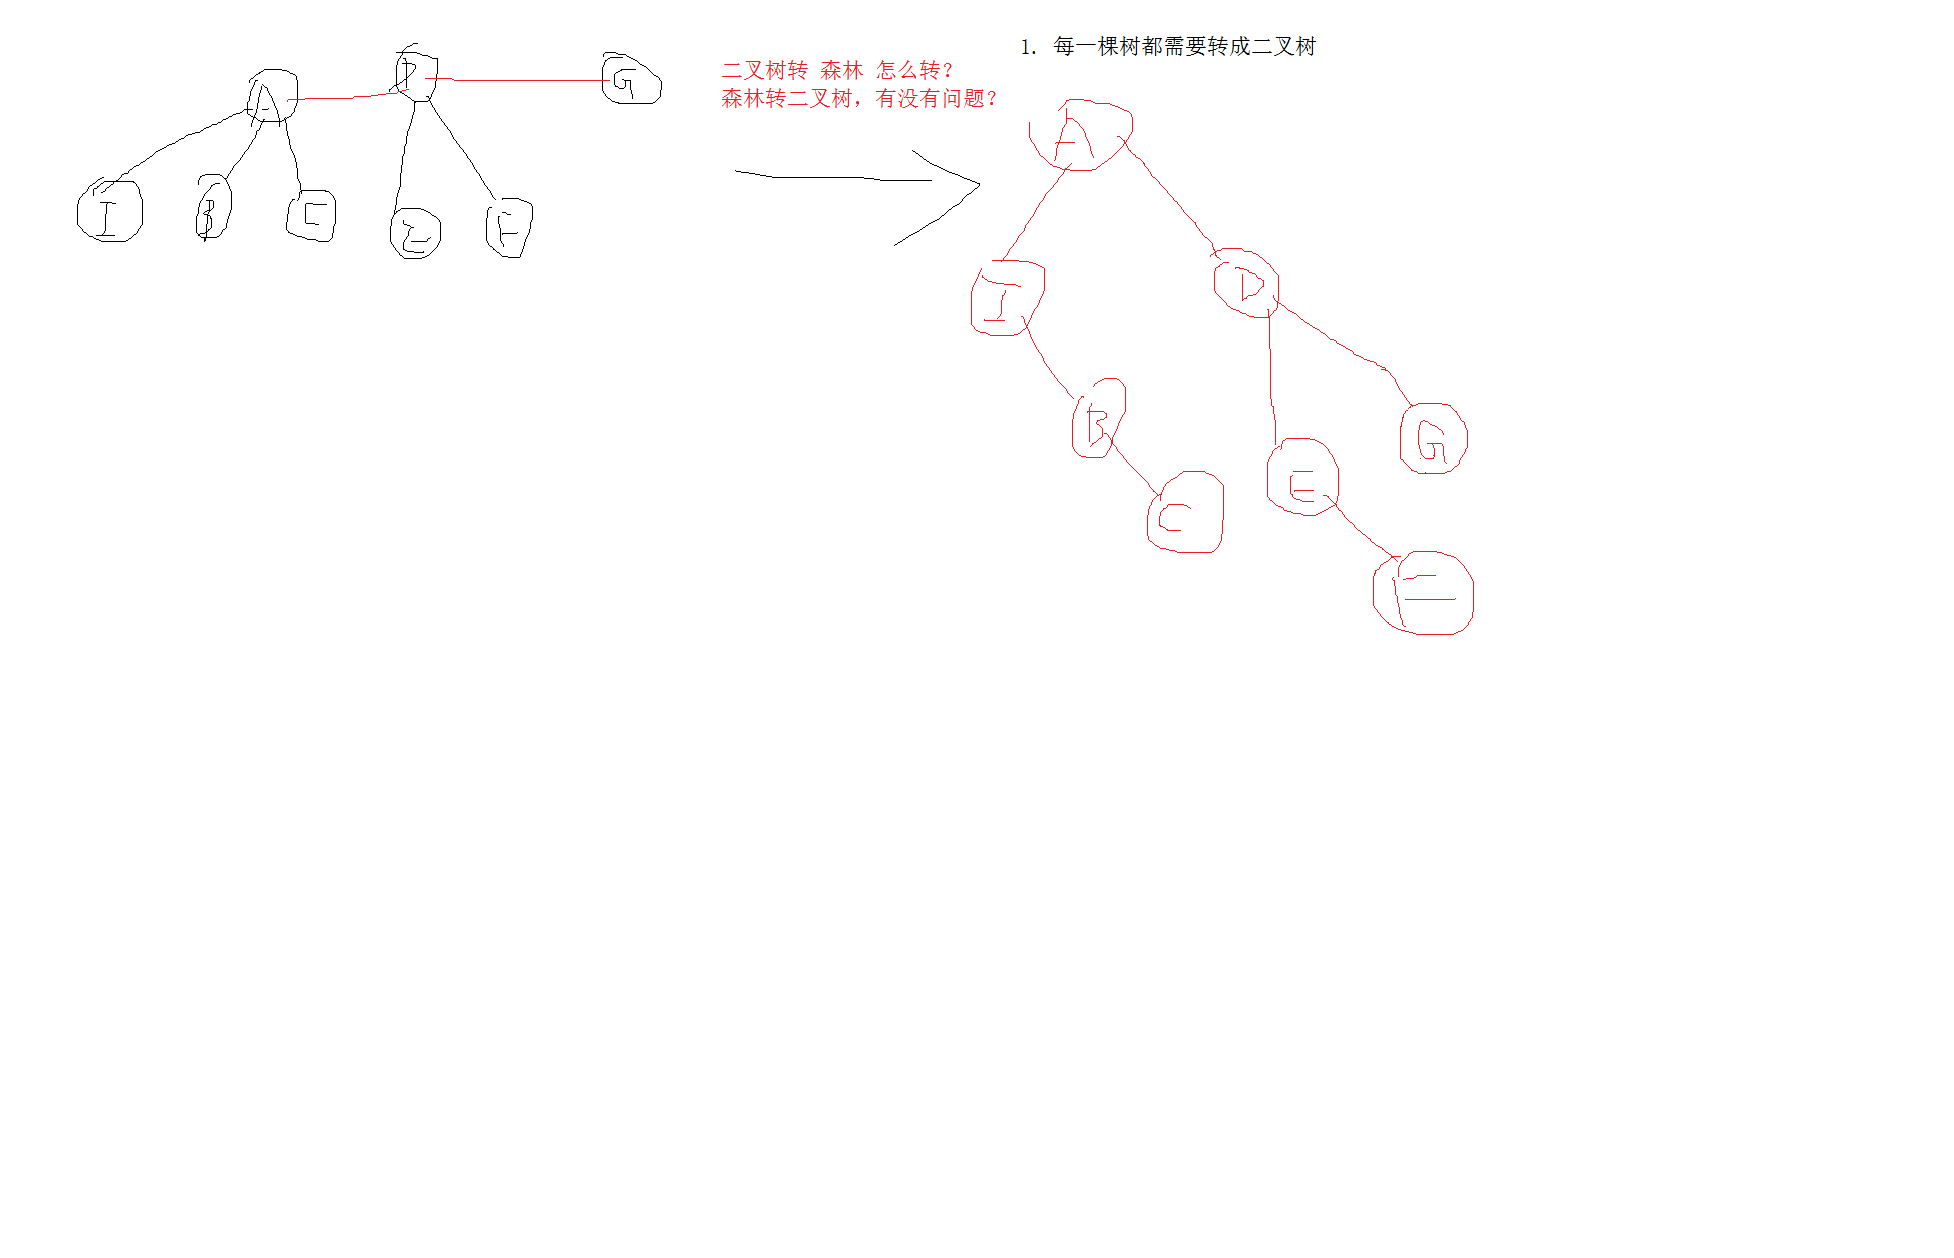 1. 每一棵树都需要转成二叉树
二叉树转 森林 怎么转？
森林转二叉树，有没有问题？
A D G
I B C E F
A
D
I
B
G
E
C
F